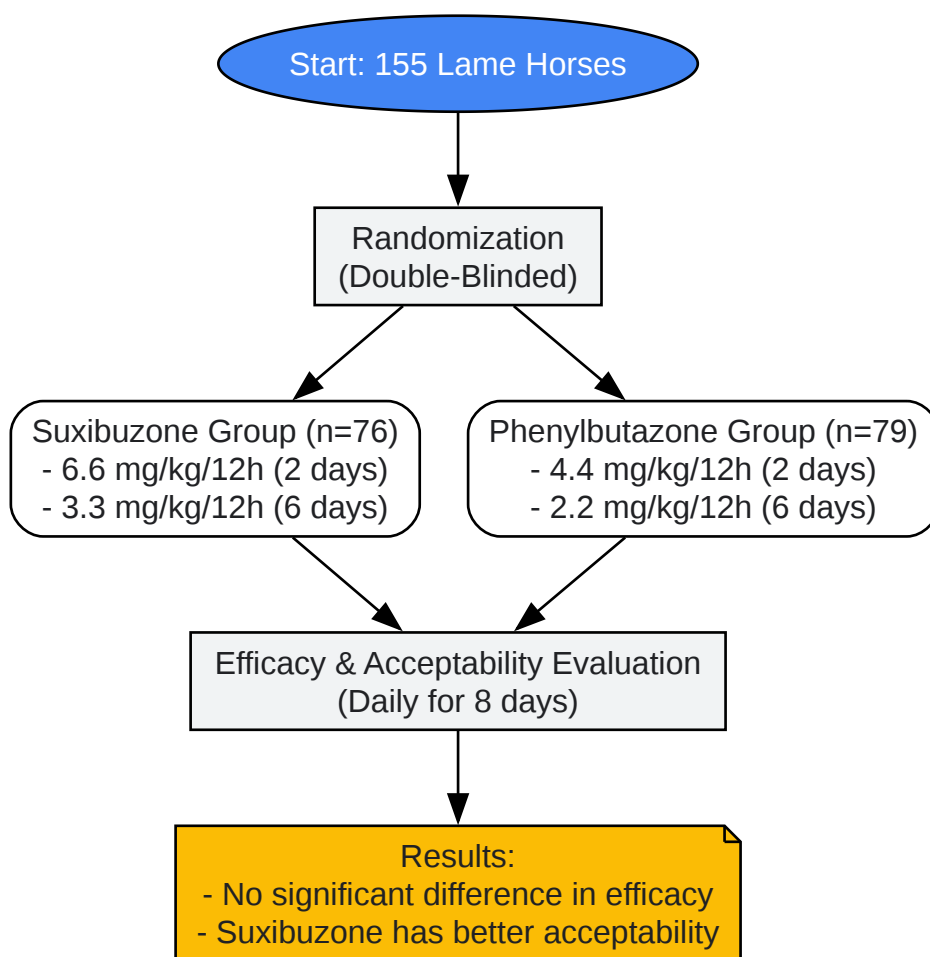 Start: 155 Lame Horses
Randomization
(Double-Blinded)
Suxibuzone Group (n=76)
- 6.6 mg/kg/12h (2 days)
- 3.3 mg/kg/12h (6 days)
Phenylbutazone Group (n=79)
- 4.4 mg/kg/12h (2 days)
- 2.2 mg/kg/12h (6 days)
Efficacy & Acceptability Evaluation
(Daily for 8 days)
Results:
- No significant difference in efficacy
- Suxibuzone has better acceptability